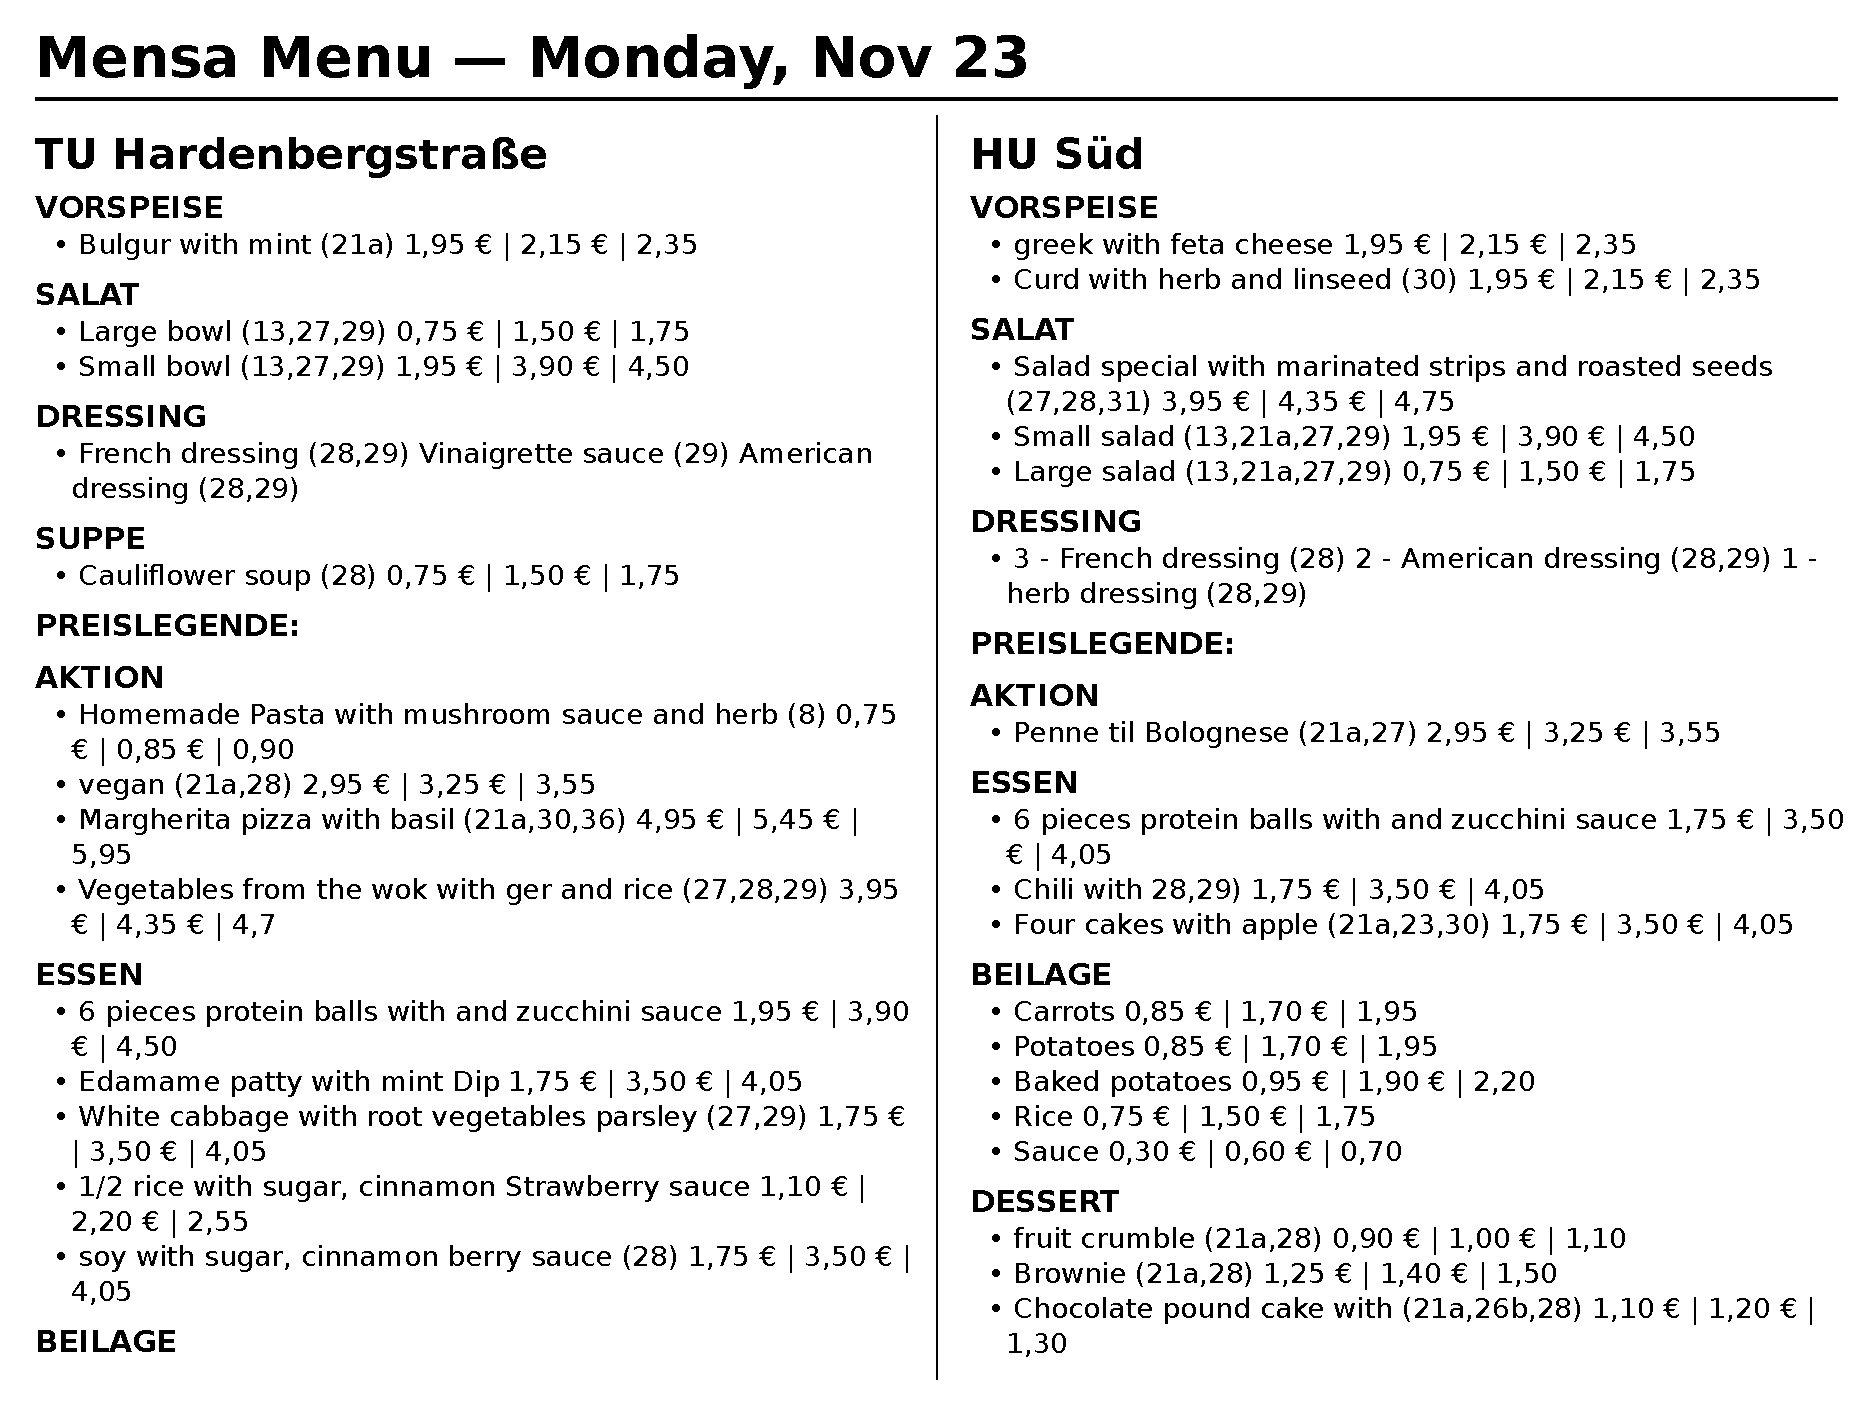 Mensa Menu — Monday, Nov 23
TU Hardenbergstraße
VORSPEISE
• Bulgur with mint (21a) 1,95 € | 2,15 € | 2,35
SALAT
• Large bowl (13,27,29) 0,75 € | 1,50 € | 1,75
• Small bowl (13,27,29) 1,95 € | 3,90 € | 4,50
DRESSING
• French dressing (28,29) Vinaigrette sauce (29) American
dressing (28,29)
SUPPE
• Cauliflower soup (28) 0,75 € | 1,50 € | 1,75
PREISLEGENDE:
AKTION
• Homemade Pasta with mushroom sauce and herb (8) 0,75
€ | 0,85 € | 0,90
• vegan (21a,28) 2,95 € | 3,25 € | 3,55
• Margherita pizza with basil (21a,30,36) 4,95 € | 5,45 € |
5,95
• Vegetables from the wok with ger and rice (27,28,29) 3,95
€ | 4,35 € | 4,7
ESSEN
• 6 pieces protein balls with and zucchini sauce 1,95 € | 3,90
€ | 4,50
• Edamame patty with mint Dip 1,75 € | 3,50 € | 4,05
• White cabbage with root vegetables parsley (27,29) 1,75 €
| 3,50 € | 4,05
• 1/2 rice with sugar, cinnamon Strawberry sauce 1,10 € |
2,20 € | 2,55
• soy with sugar, cinnamon berry sauce (28) 1,75 € | 3,50 € |
4,05
BEILAGE
HU Süd
VORSPEISE
• greek with feta cheese 1,95 € | 2,15 € | 2,35
• Curd with herb and linseed (30) 1,95 € | 2,15 € | 2,35
SALAT
• Salad special with marinated strips and roasted seeds
(27,28,31) 3,95 € | 4,35 € | 4,75
• Small salad (13,21a,27,29) 1,95 € | 3,90 € | 4,50
• Large salad (13,21a,27,29) 0,75 € | 1,50 € | 1,75
DRESSING
• 3 - French dressing (28) 2 - American dressing (28,29) 1 -
herb dressing (28,29)
PREISLEGENDE:
AKTION
• Penne til Bolognese (21a,27) 2,95 € | 3,25 € | 3,55
ESSEN
• 6 pieces protein balls with and zucchini sauce 1,75 € | 3,50
€ | 4,05
• Chili with 28,29) 1,75 € | 3,50 € | 4,05
• Four cakes with apple (21a,23,30) 1,75 € | 3,50 € | 4,05
BEILAGE
• Carrots 0,85 € | 1,70 € | 1,95
• Potatoes 0,85 € | 1,70 € | 1,95
• Baked potatoes 0,95 € | 1,90 € | 2,20
• Rice 0,75 € | 1,50 € | 1,75
• Sauce 0,30 € | 0,60 € | 0,70
DESSERT
• fruit crumble (21a,28) 0,90 € | 1,00 € | 1,10
• Brownie (21a,28) 1,25 € | 1,40 € | 1,50
• Chocolate pound cake with (21a,26b,28) 1,10 € | 1,20 € |
1,30